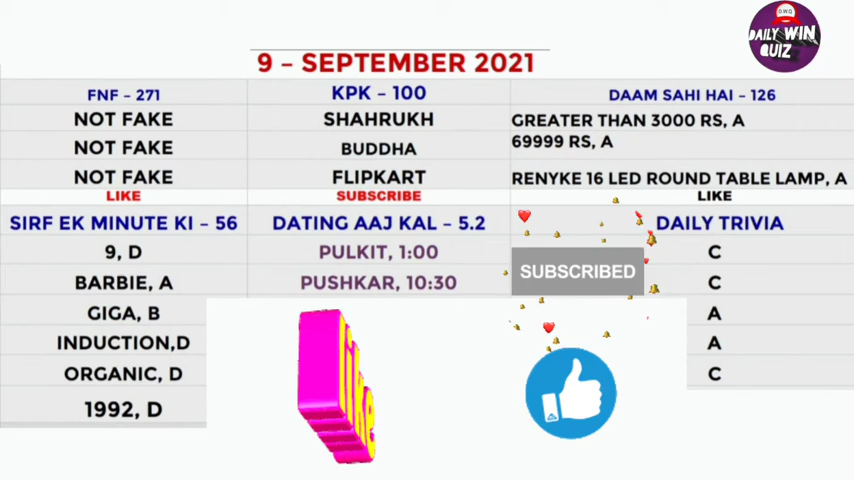 DWQ
DAILY WIN
QUIZ
9 – SEPTEMBER 2021
FNF – 271
NOT FAKE
NOT FAKE
NOT FAKE
LIKE
KPK – 100
SHAHRUKH
BUDDHA
FLIPKART
SUBSCRIBE
DAAM SAHI HAI – 126
GREATER THAN 3000 RS, A
69999 RS, A
RENYKE 16 LED ROUND TABLE LAMP, A
LIKE
SIRF EK MINUTE KI – 56
9, D
BARBIE, A
GIGA, B
INDUCTION,D
ORGANIC, D
1992, D
DATING AAJ KAL – 5.2
PULKIT, 1:00
PUSHKAR, 10:30
DAILY TRIVIA
C
C
A
A
C
SUBSCRIBED